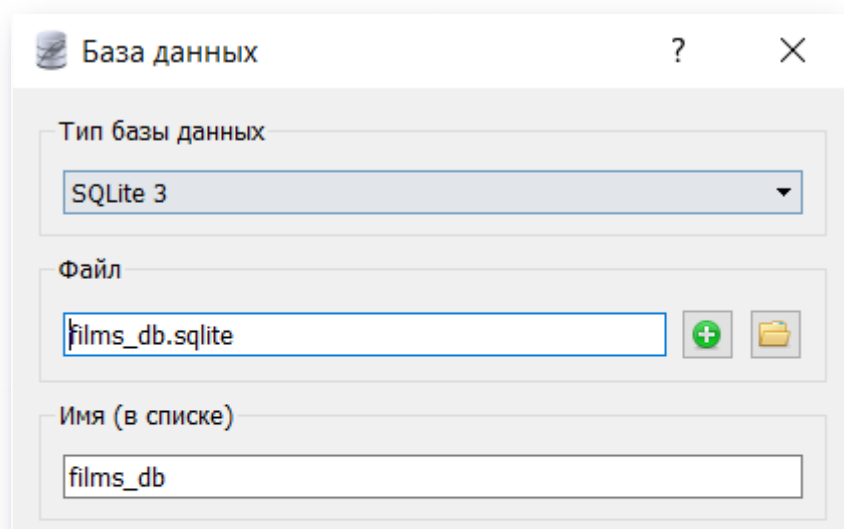 База данных
?
Тип базы данных
SQLite 3
Файл
films_db.sqlite
Имя (в списке)
films_db